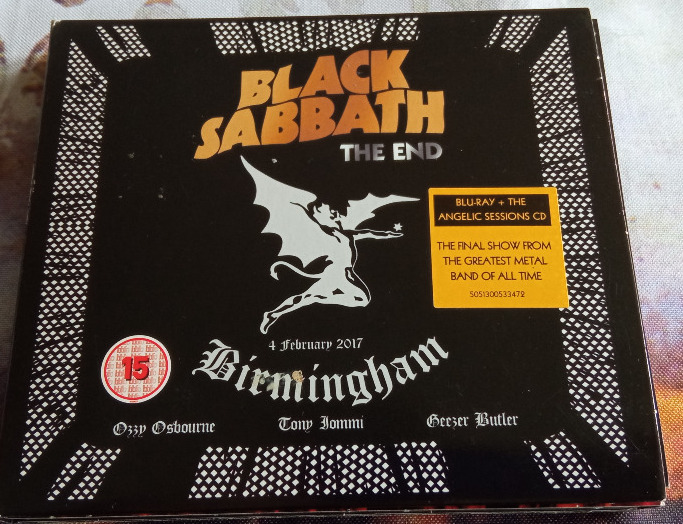 BLACK
SABBATH
THE END
BLU-RAY + THE
ANGELIC SESSIONS CD
THE FINAL SHOW FROM
THE GREATEST METAL
BAND OF ALL TIME
5051300533472
4 February 2017
Birmingham
15
Ozzy Osbourne
Tony Iommi
Geezer Butler